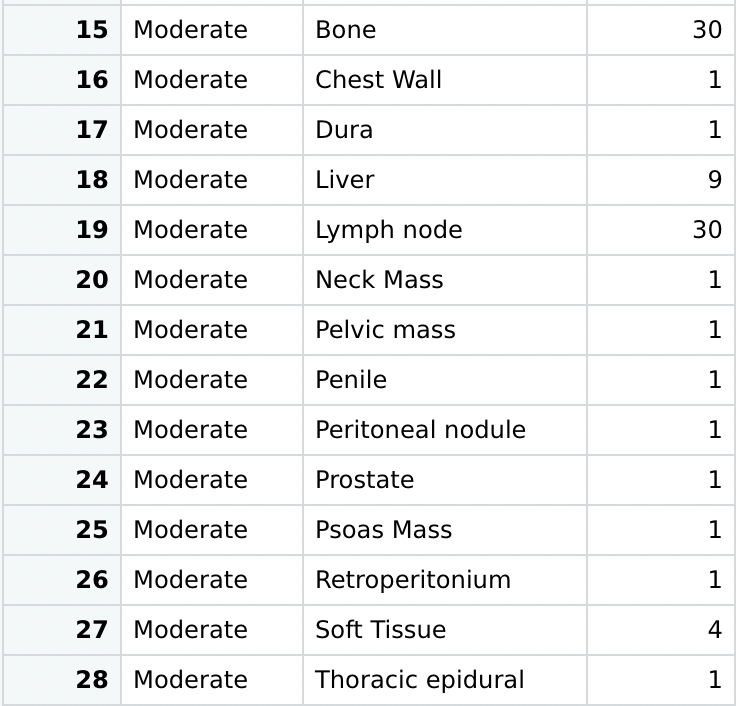 15 Moderate Bone 30
16 Moderate Chest Wall 1
17 Moderate Dura 1
18 Moderate Liver 9
19 Moderate Lymph node 30
20 Moderate Neck Mass 1
21 Moderate Pelvic mass 1
22 Moderate Penile 1
23 Moderate Peritoneal nodule 1
24 Moderate Prostate 1
25 Moderate Psoas Mass 1
26 Moderate Retroperitonium 1
27 Moderate Soft Tissue 4
28 Moderate Thoracic epidural 1